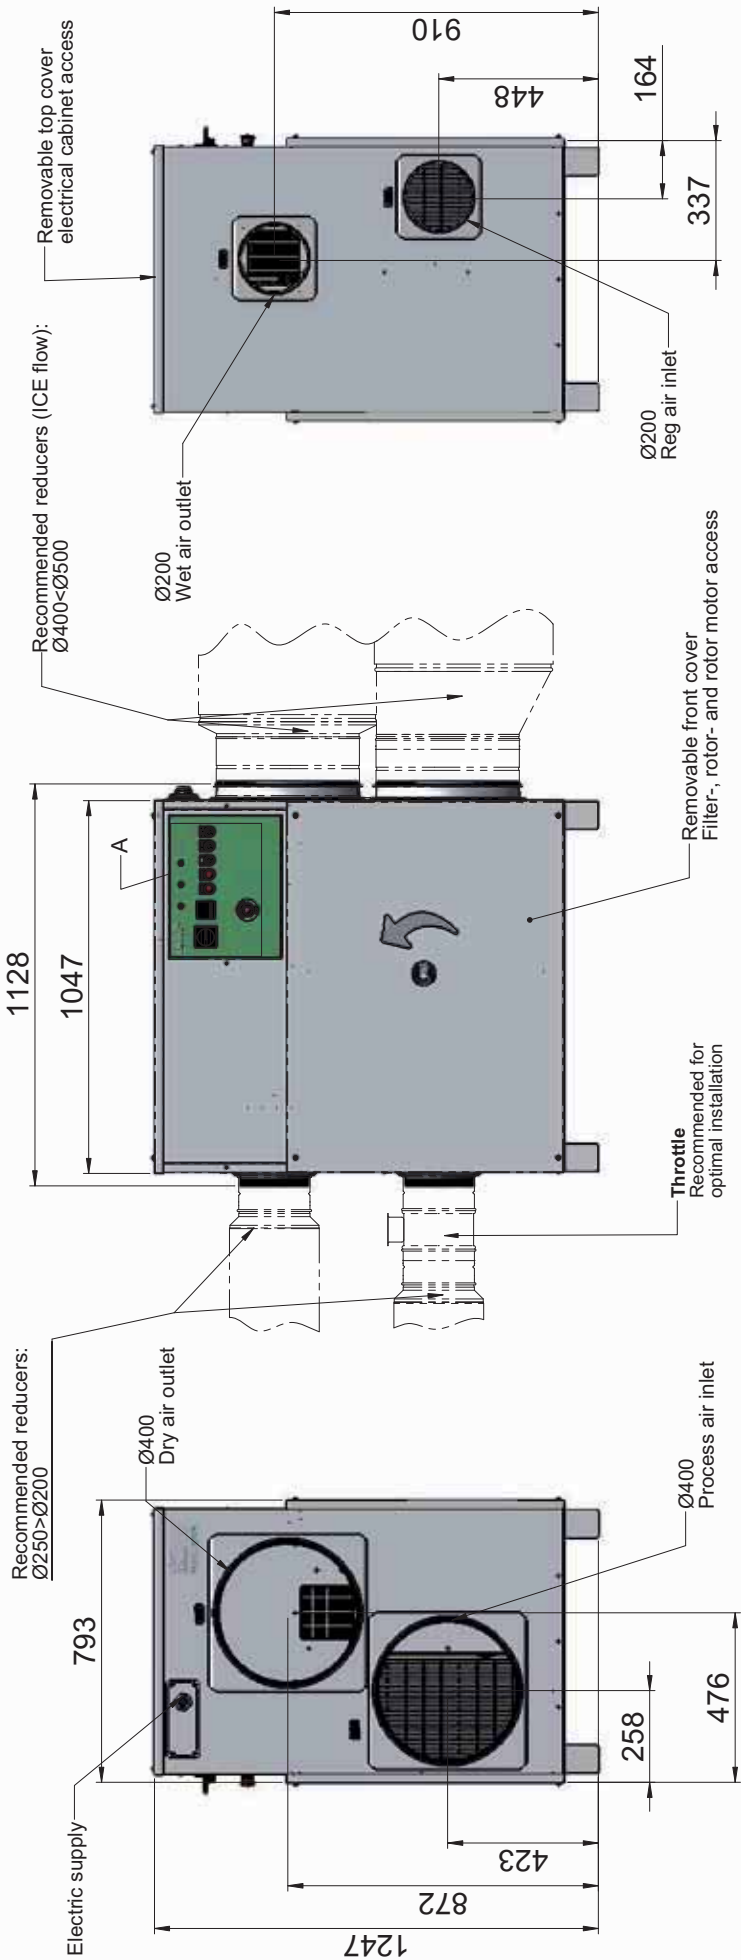 Electric supply
Recommended reducers:
Ø250>Ø200
793
Ø400
Dry air outlet
Ø400
Process air inlet
1247
872
423
258
476
1128
1047
A
Throttle
Recommended for
optimal installation
Removable front cover
Filter-, rotor- and rotor motor access
Recommended reducers (ICE flow):
Ø400<Ø500
Removable top cover
electrical cabinet access
Ø200
Wet air outlet
Ø200
Reg air inlet
910
448
164
337